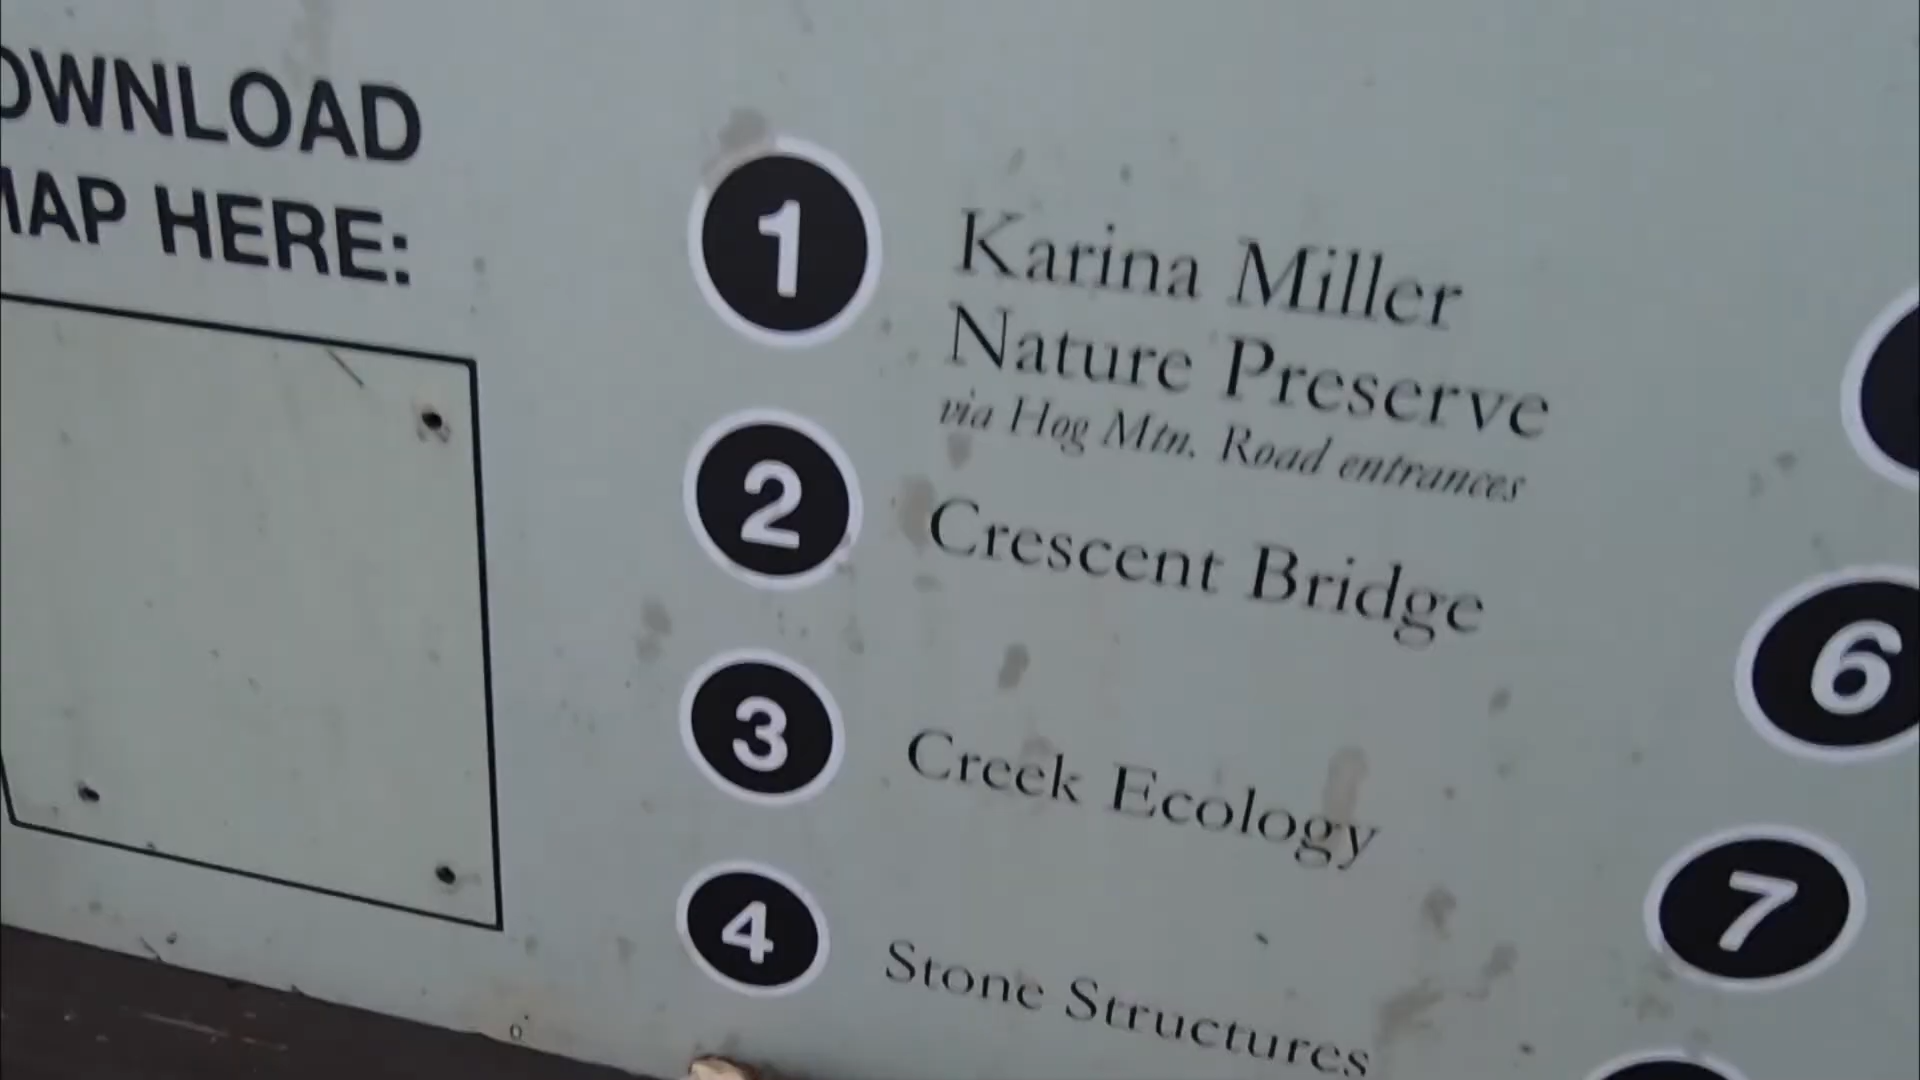 OWNLOAD
MAP HERE:
1 Karina Miller
Nature Preserve
via Hog Mtn. Road entrances
2 Crescent Bridge
3 Creek Ecology
4 Stone Structures
6
7